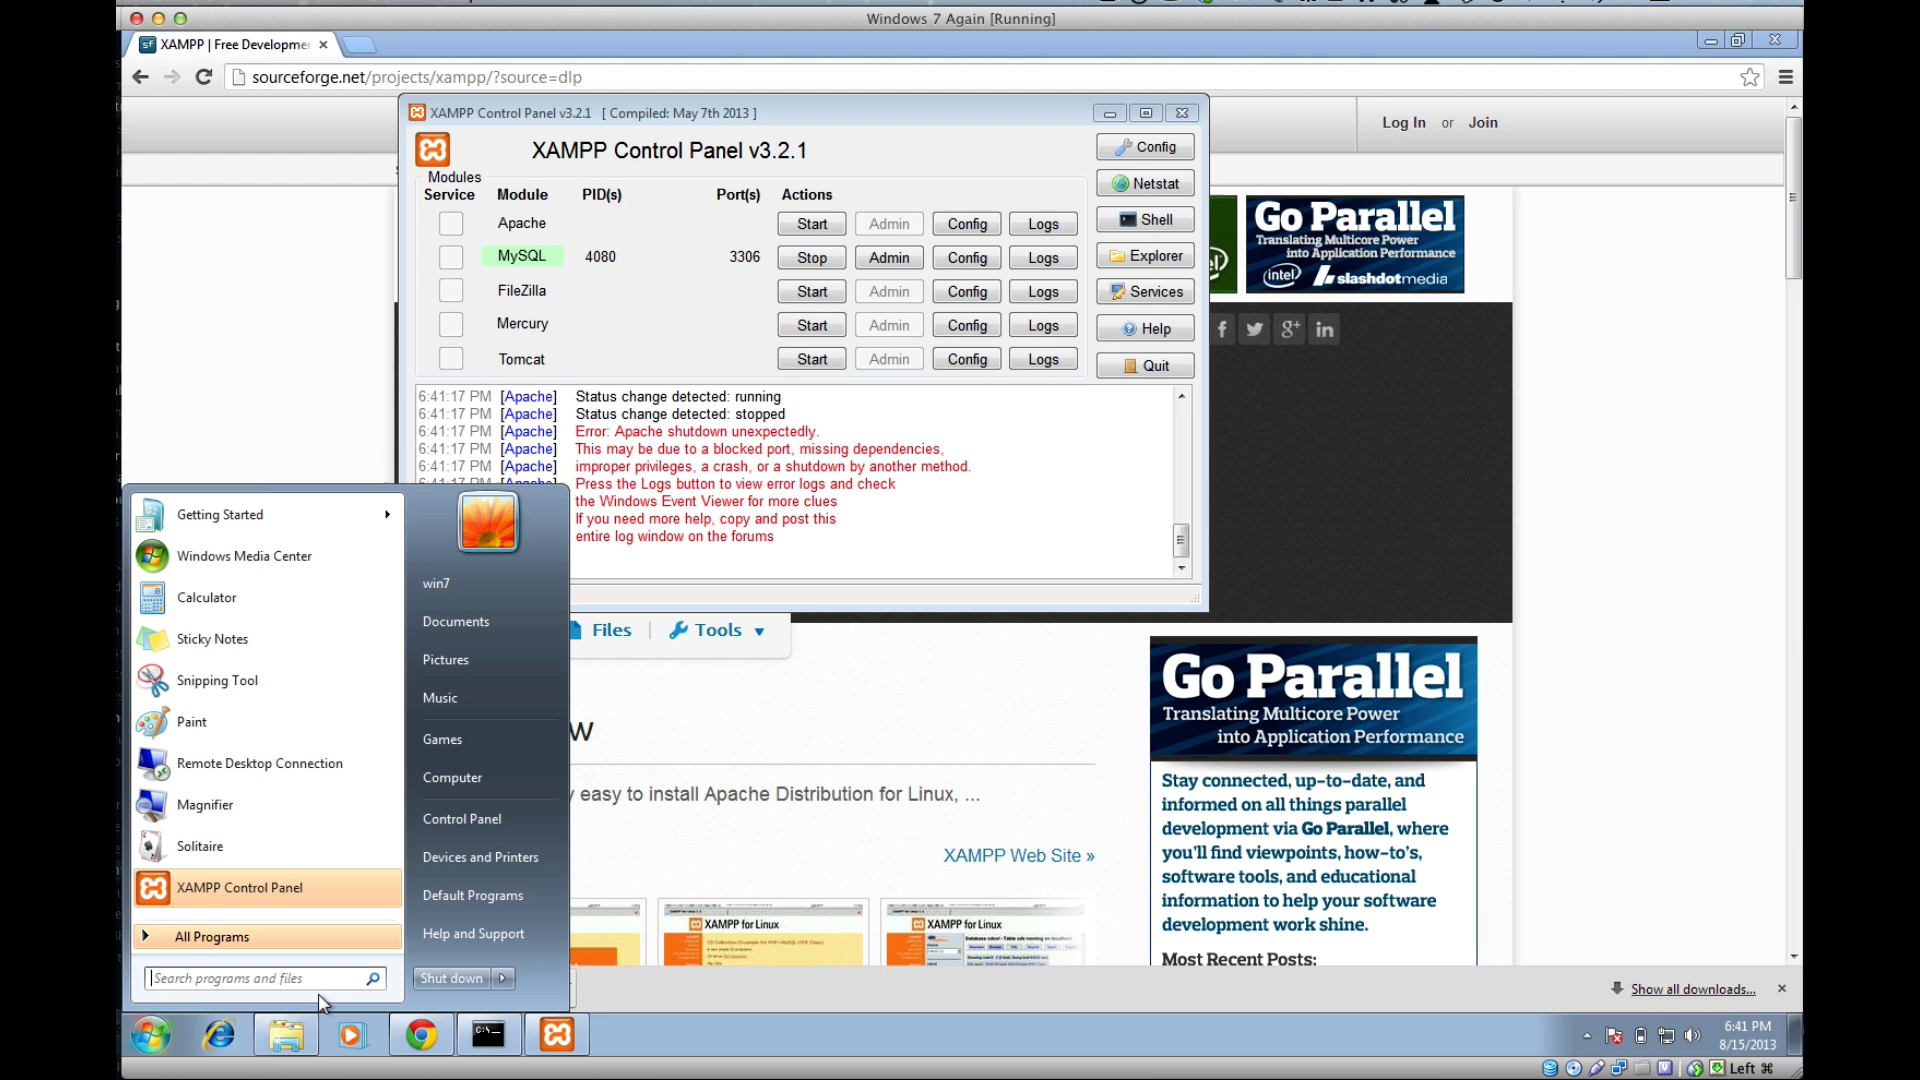 Windows 7 Again [Running]
XAMPP | Free Developme
sourceforge.net/projects/xampp/?source=dlp
Log In or Join
XAMPP Control Panel v3.2.1 [ Compiled: May 7th 2013 ]
XAMPP Control Panel v3.2.1
Config
Netstat
Shell
Explorer
Services
Help
Quit
Modules
Service Module PID(s) Port(s) Actions
Apache Start Admin Config Logs
MySQL 4080 3306 Stop Admin Config Logs
FileZilla Start Admin Config Logs
Mercury Start Admin Config Logs
Tomcat Start Admin Config Logs
6:41:17 PM [Apache] Status change detected: running
6:41:17 PM [Apache] Status change detected: stopped
6:41:17 PM [Apache] Error: Apache shutdown unexpectedly.
6:41:17 PM [Apache] This may be due to a blocked port, missing dependencies,
6:41:17 PM [Apache] improper privileges, a crash, or a shutdown by another method.
Press the Logs button to view error logs and check
the Windows Event Viewer for more clues
If you need more help, copy and post this
entire log window on the forums
Go Parallel
Translating Multicore Power
into Application Performance
intel slashdotmedia
Getting Started
Windows Media Center
Calculator
Sticky Notes
Snipping Tool
Paint
Remote Desktop Connection
Magnifier
Solitaire
XAMPP Control Panel
All Programs
Search programs and files
win7
Documents
Pictures
Music
Games
Computer
Control Panel
Devices and Printers
Default Programs
Help and Support
Shut down
Files | Tools
w
easy to install Apache Distribution for Linux, ...
XAMPP Web Site »
XAMPP for Linux
XAMPP for Linux
Go Parallel
Translating Multicore Power
into Application Performance
Stay connected, up-to-date, and
informed on all things parallel
development via Go Parallel, where
you'll find viewpoints, how-to's,
software tools, and educational
information to help your software
development work shine.
Most Recent Posts:
Show all downloads...
6:41 PM
8/15/2013
Left ⌘